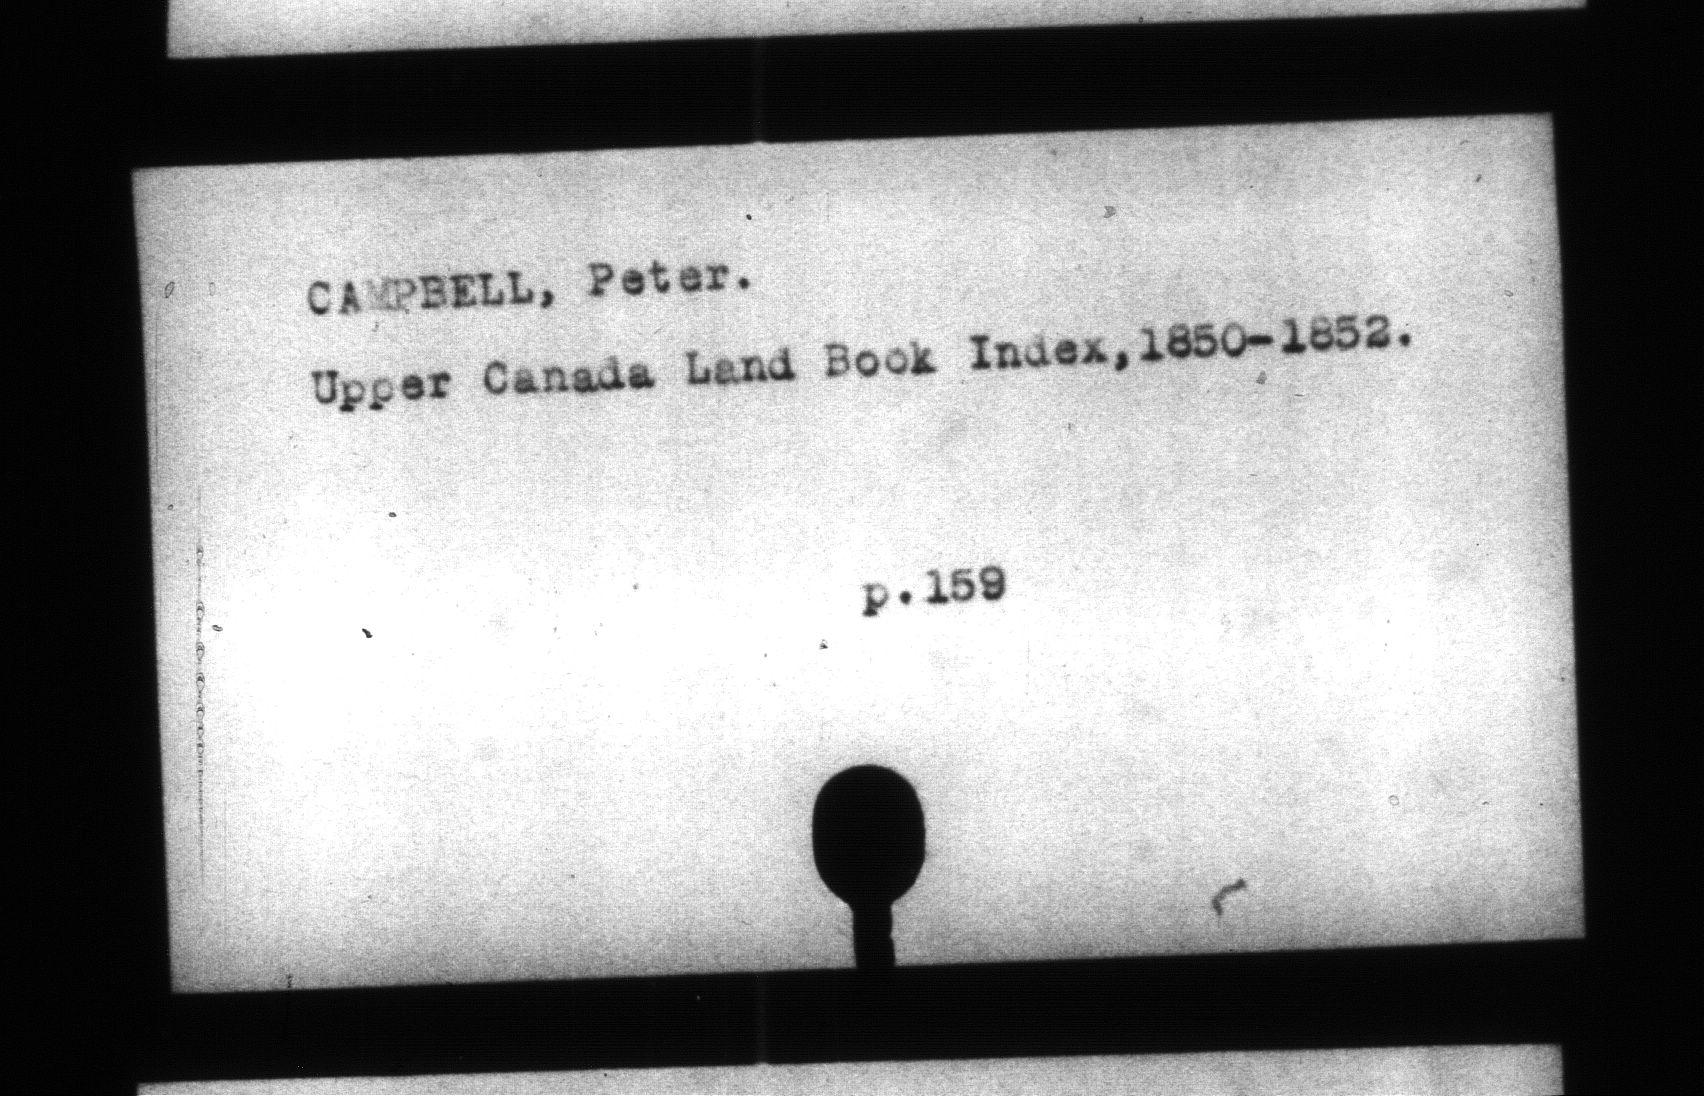 CAMPBELL, Peter.
Upper Canada Land Book Index,1850-1852.
p.159